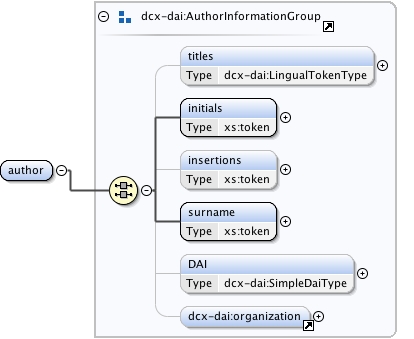 dcx-dai:AuthorInformationGroup
titles
Type dcx-dai:LingualTokenType
initials
Type xs:token
author
insertions
Type xs:token
surname
Type xs:token
DAI
Type dcx-dai:SimpleDaiType
dcx-dai:organization